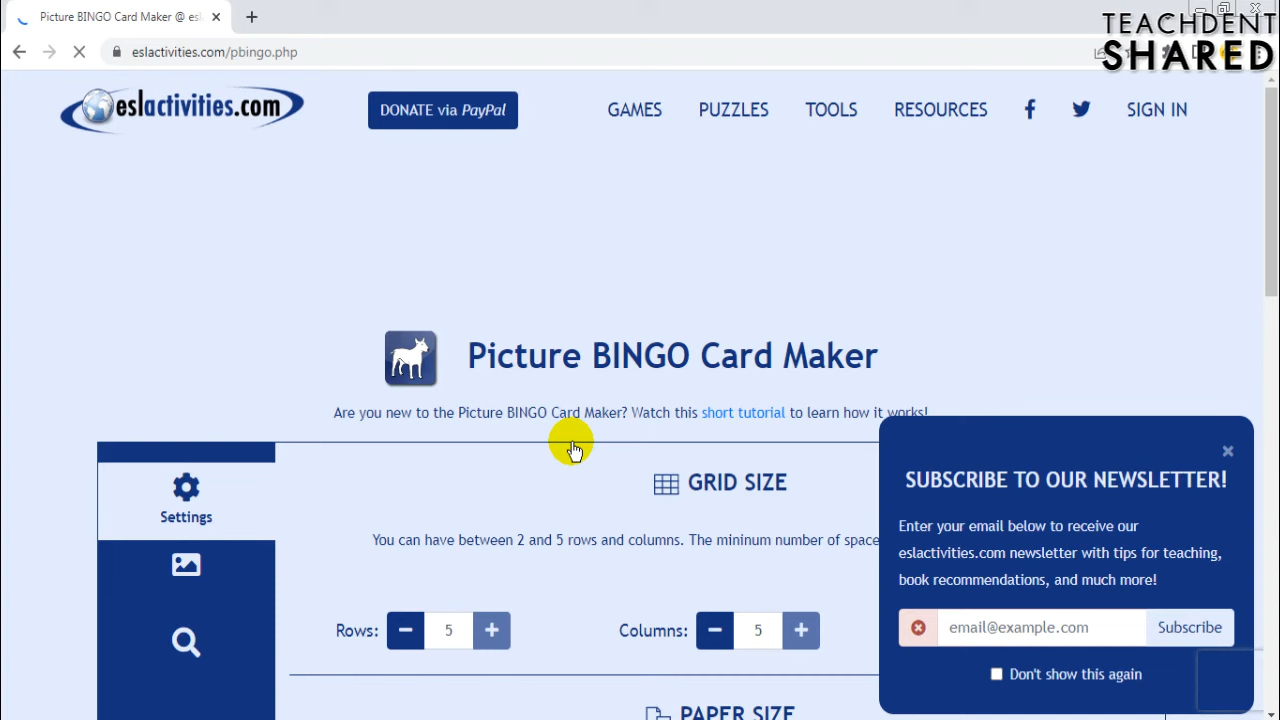 Picture BINGO Card Maker @ esl
TEACHDENT
SHARED
eslactivities.com/pbingo.php
eslactivities.com
DONATE via PayPal
GAMES
PUZZLES
TOOLS
RESOURCES
SIGN IN
Picture BINGO Card Maker
Are you new to the Picture BINGO Card Maker? Watch this short tutorial to learn how it works!
Settings
GRID SIZE
You can have between 2 and 5 rows and columns. The mininum number of space
Rows: 5
Columns: 5
PAPER SIZE
SUBSCRIBE TO OUR NEWSLETTER!
Enter your email below to receive our
eslactivities.com newsletter with tips for teaching,
book recommendations, and much more!
email@example.com
Subscribe
Don't show this again